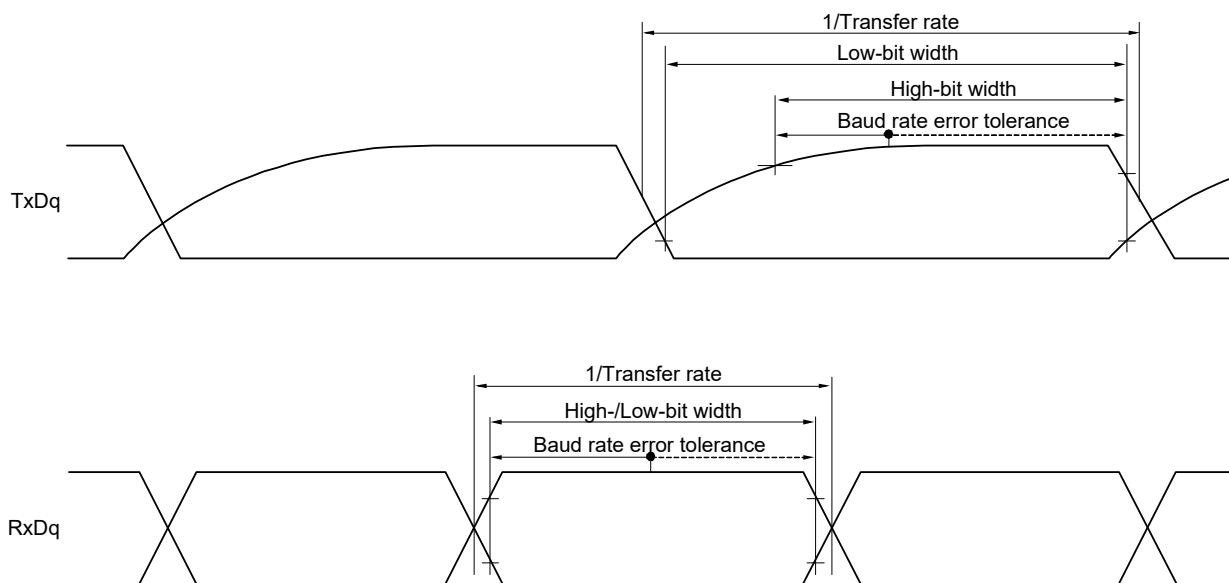 1/Transfer rate
Low-bit width
High-bit width
Baud rate error tolerance
TxDq
1/Transfer rate
High-/Low-bit width
Baud rate error tolerance
RxDq